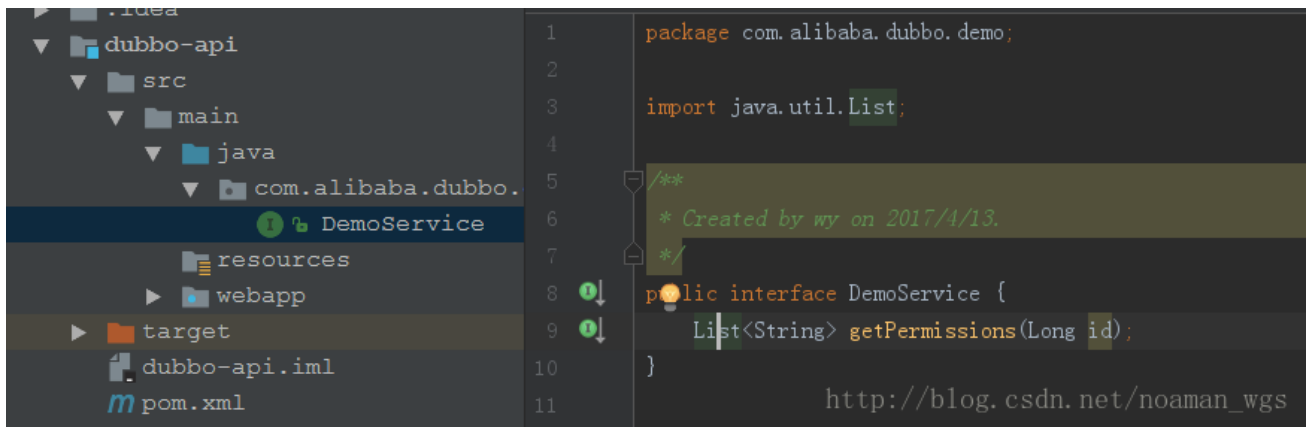 .idea
dubbo-api
src
main
java
com.alibaba.dubbo.
DemoService
resources
webapp
target
dubbo-api.iml
pom.xml
1 package com.alibaba.dubbo.demo;
2
3 import java.util.List;
4
5 /**
6 * Created by wy on 2017/4/13.
7 */
8 public interface DemoService {
9 List<String> getPermissions(Long id);
10 }
11
http://blog.csdn.net/noaman_wgs